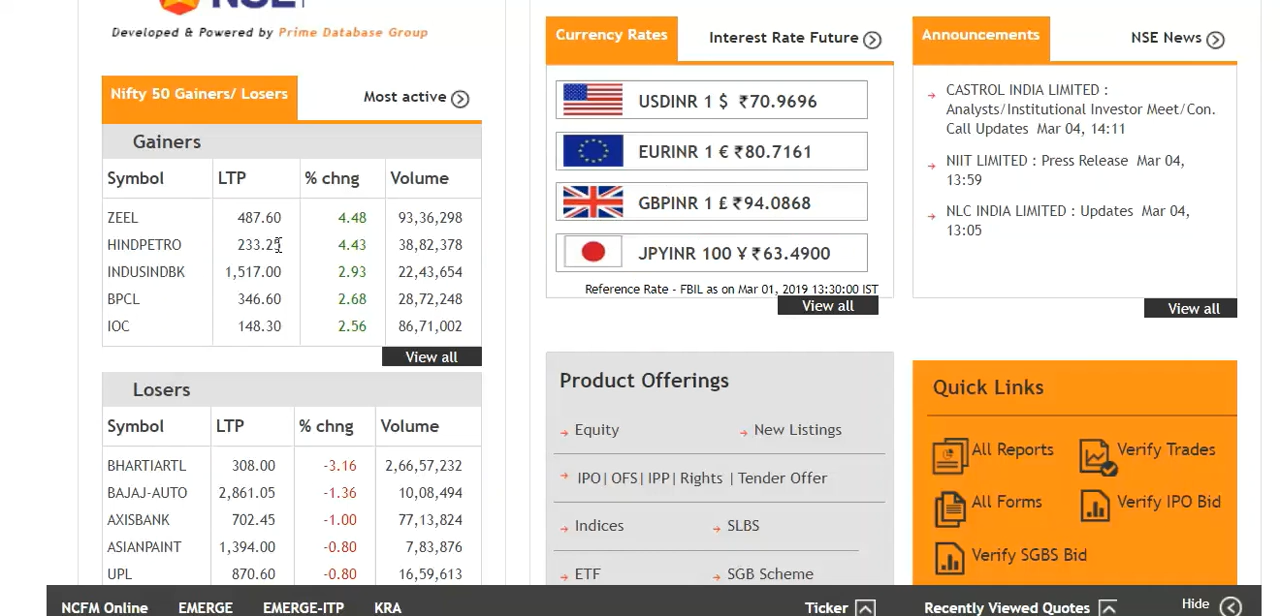 NSE
Developed & Powered by Prime Database Group
Nifty 50 Gainers/ Losers
Most active
Gainers
Symbol LTP % chng Volume
ZEEL 487.60 4.48 93,36,298
HINDPETRO 233.25 4.43 38,82,378
INDUSINDBK 1,517.00 2.93 22,43,654
BPCL 346.60 2.68 28,72,248
IOC 148.30 2.56 86,71,002
View all
Losers
Symbol LTP % chng Volume
BHARTIARTL 308.00 -3.16 2,66,57,232
BAJAJ-AUTO 2,861.05 -1.36 10,08,494
AXISBANK 702.45 -1.00 77,13,824
ASIANPAINT 1,394.00 -0.80 7,83,876
UPL 870.60 -0.80 16,59,613
Currency Rates
Interest Rate Future
USDINR 1 $ ₹70.9696
EURINR 1 € ₹80.7161
GBPINR 1 £ ₹94.0868
JPYINR 100 ¥ ₹63.4900
Reference Rate - FBIL as on Mar 01, 2019 13:30:00 IST
View all
Announcements
NSE News
CASTROL INDIA LIMITED :
Analysts/Institutional Investor Meet/Con.
Call Updates Mar 04, 14:11
NIIT LIMITED : Press Release Mar 04,
13:59
NLC INDIA LIMITED : Updates Mar 04,
13:05
View all
Product Offerings
Equity New Listings
IPO| OFS| IPP| Rights | Tender Offer
Indices SLBS
ETF SGB Scheme
Quick Links
All Reports Verify Trades
All Forms Verify IPO Bid
Verify SGBS Bid
NCFM Online EMERGE EMERGE-ITP KRA Ticker Recently Viewed Quotes Hide